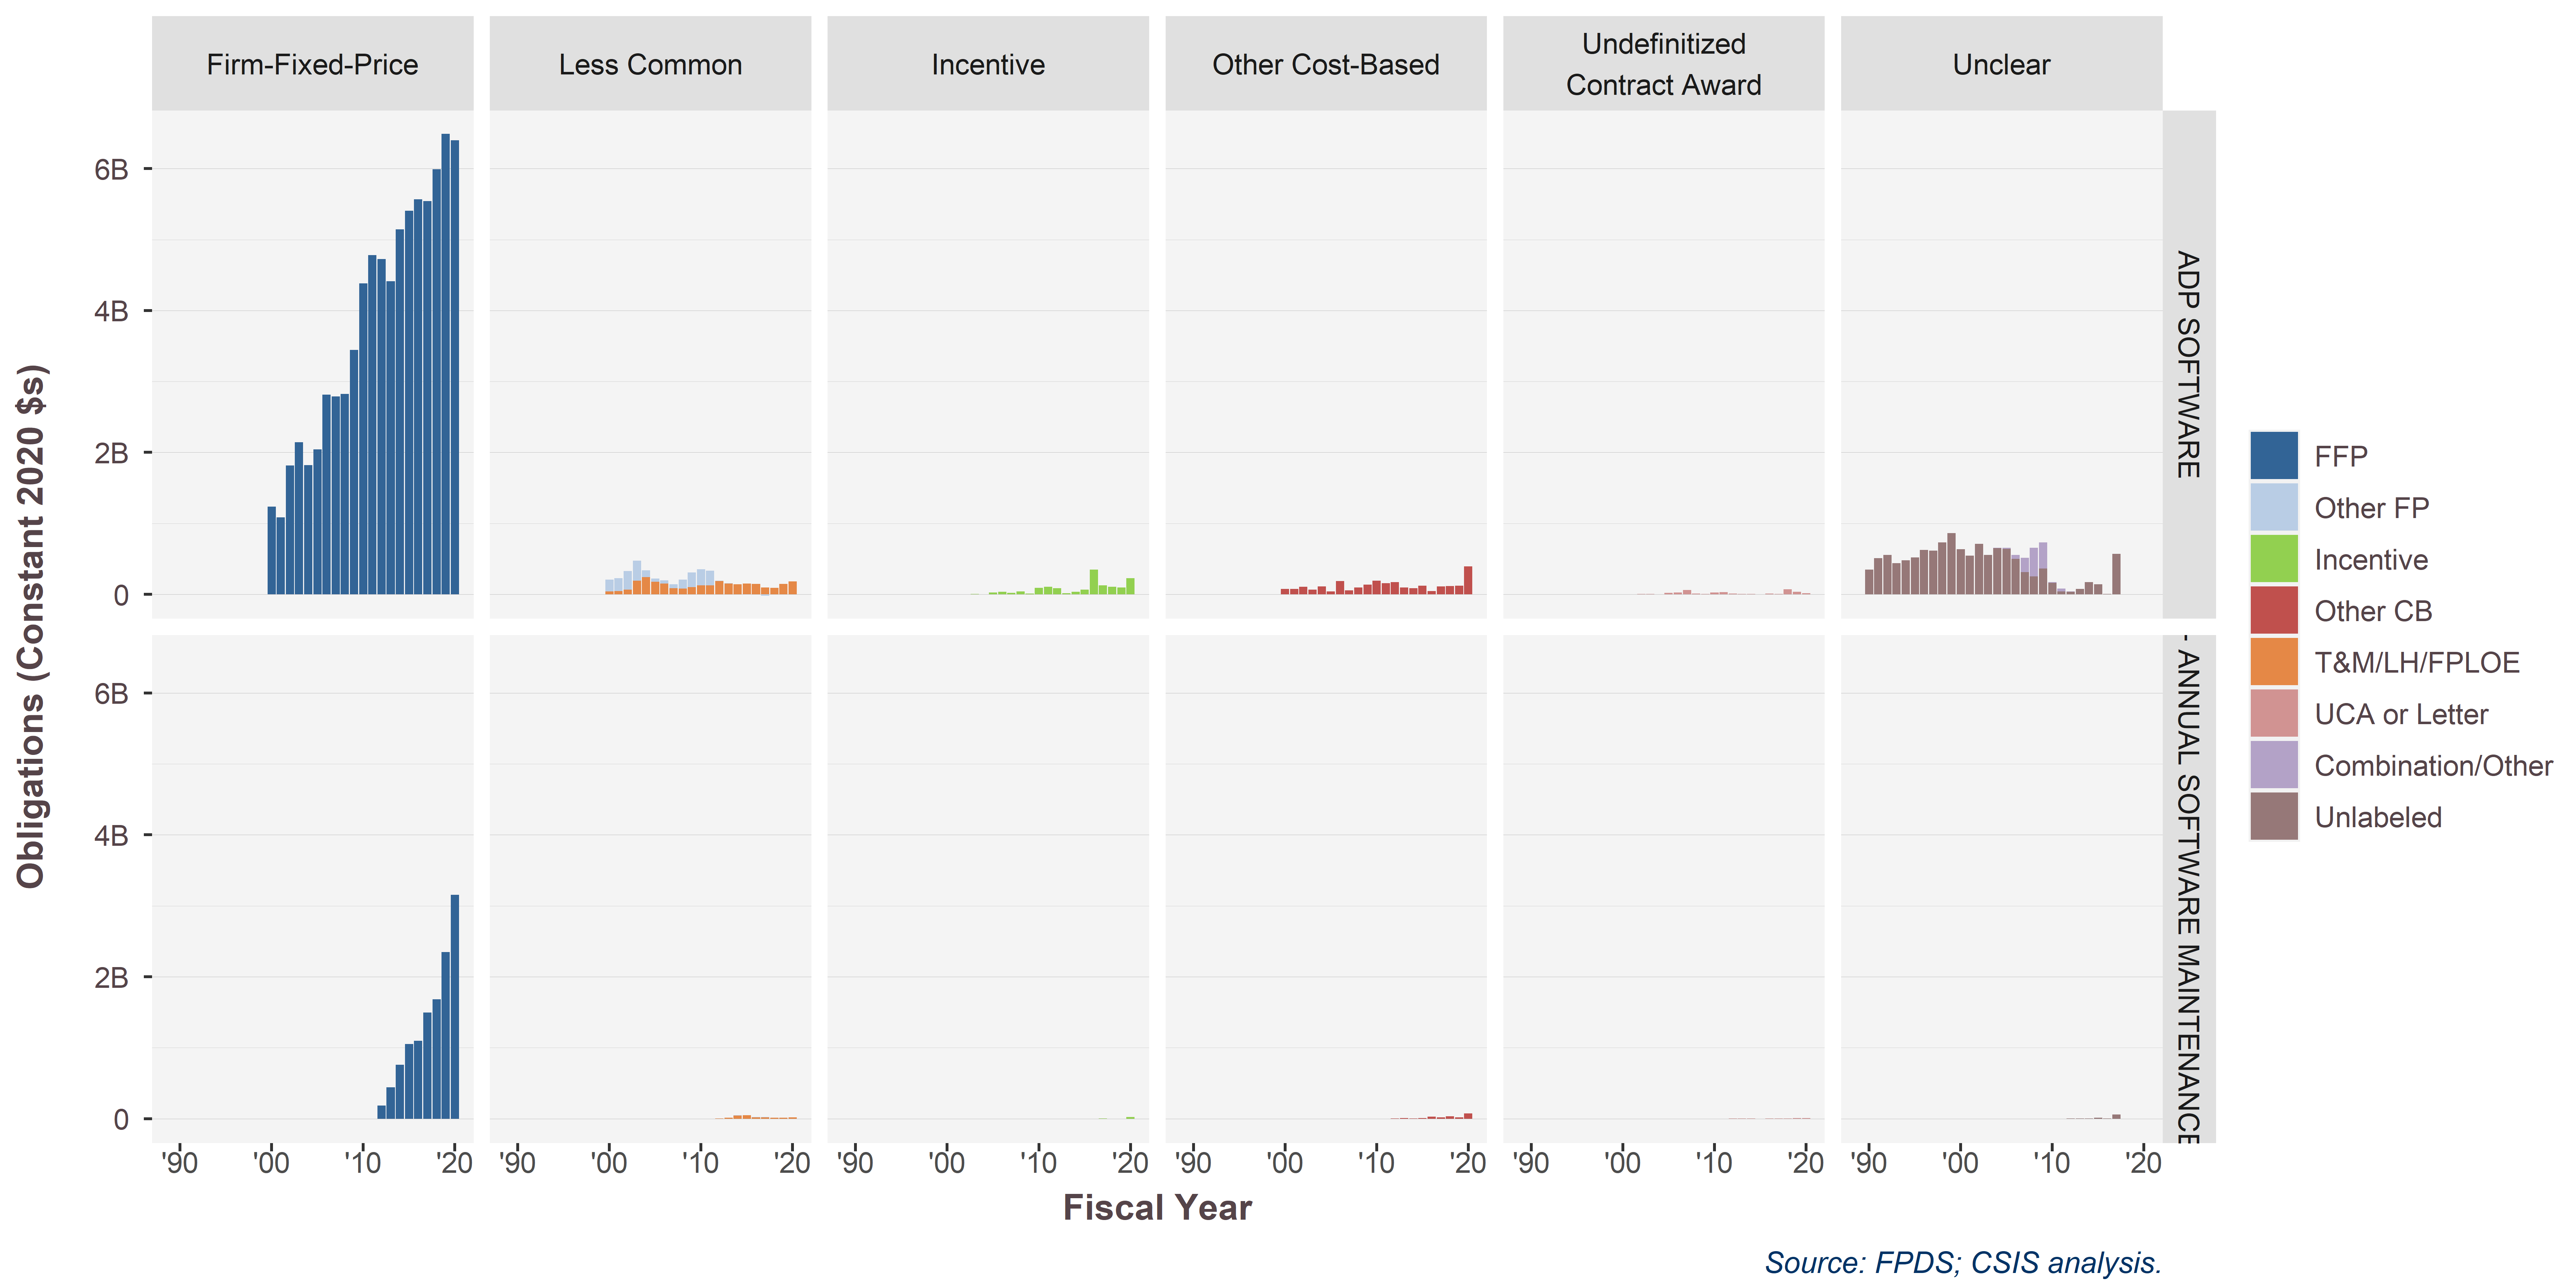 Firm-Fixed-Price
Less Common
Incentive
Other Cost-Based
Undefinitized
Contract Award
Unclear
Obligations (Constant 2020 $s)
6B
4B
2B
0
ADP SOFTWARE
6B
4B
2B
0
- ANNUAL SOFTWARE MAINTENANCE
'90 '00 '10 '20
'90 '00 '10 '20
'90 '00 '10 '20
'90 '00 '10 '20
'90 '00 '10 '20
'90 '00 '10 '20
Fiscal Year
FFP
Other FP
Incentive
Other CB
T&M/LH/FPLOE
UCA or Letter
Combination/Other
Unlabeled
Source: FPDS; CSIS analysis.